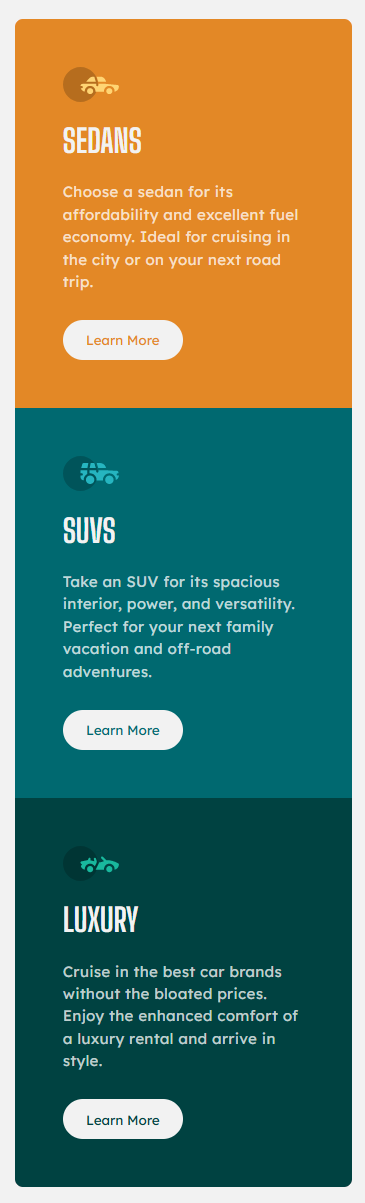 SEDANS
Choose a sedan for its
affordability and excellent fuel
economy. Ideal for cruising in
the city or on your next road
trip.
Learn More
SUVS
Take an SUV for its spacious
interior, power, and versatility.
Perfect for your next family
vacation and off-road
adventures.
Learn More
LUXURY
Cruise in the best car brands
without the bloated prices.
Enjoy the enhanced comfort of
a luxury rental and arrive in
style.
Learn More